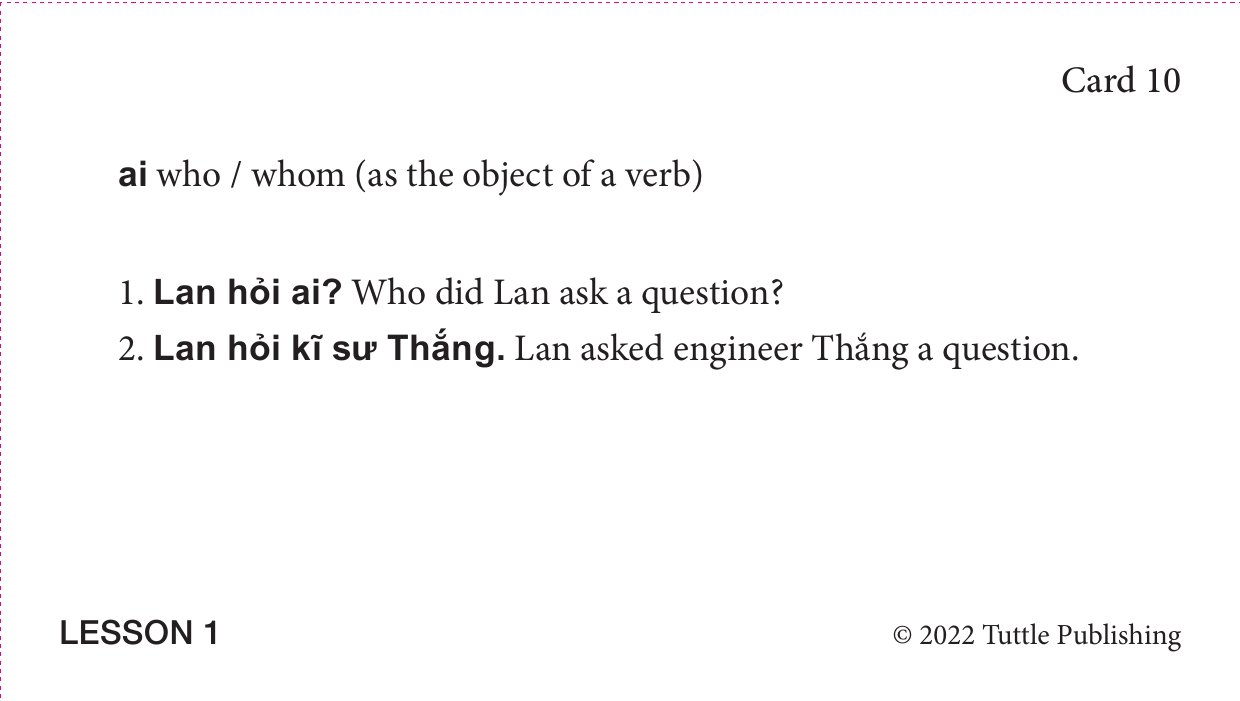 Card 10
ai who / whom (as the object of a verb)
1. Lan hỏi ai? Who did Lan ask a question?
2. Lan hỏi kĩ sư Thắng. Lan asked engineer Thắng a question.
LESSON 1
© 2022 Tuttle Publishing